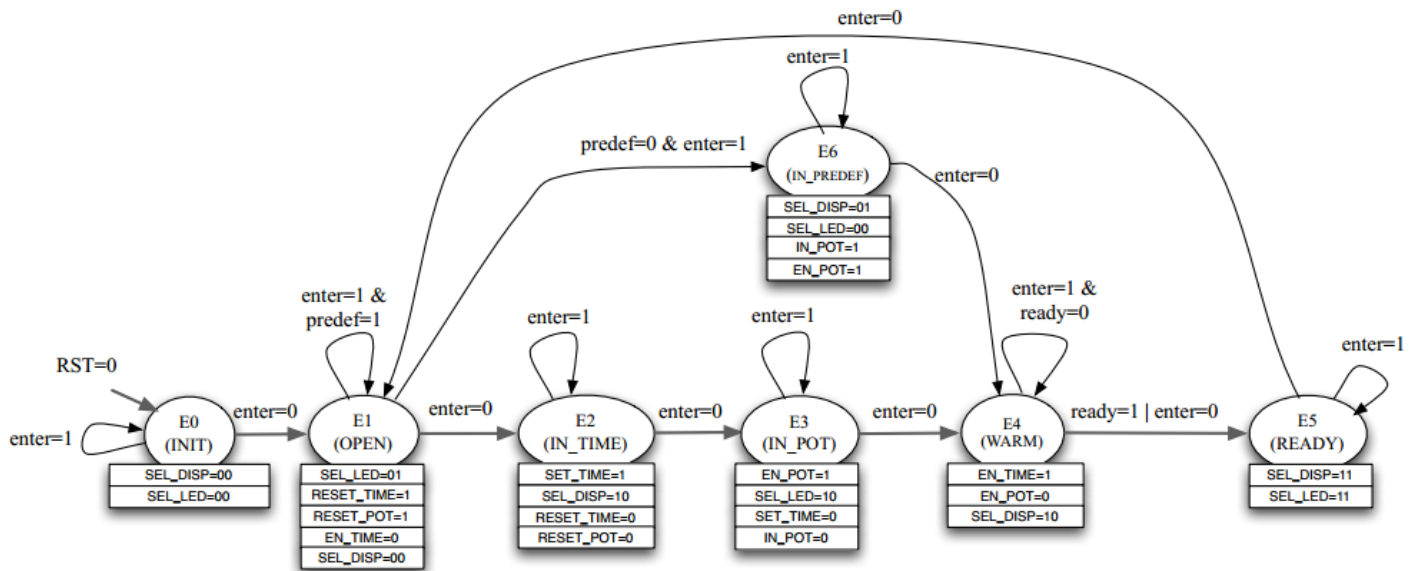 enter=0
enter=1
predef=0 & enter=1
E6
(IN_PREDEF)
enter=0
SEL_DISP=01
SEL_LED=00
IN_POT=1
EN_POT=1
enter=1 &
predef=1
enter=1
enter=1
enter=1 &
ready=0
enter=1
RST=0
enter=1
E0
(INIT)
enter=0
E1
(OPEN)
enter=0
E2
(IN_TIME)
enter=0
E3
(IN_POT)
enter=0
E4
(WARM)
ready=1 | enter=0
E5
(READY)
SEL_DISP=00
SEL_LED=00
SEL_LED=01
RESET_TIME=1
RESET_POT=1
EN_TIME=0
SEL_DISP=00
SET_TIME=1
SEL_DISP=10
RESET_TIME=0
RESET_POT=0
EN_POT=1
SEL_LED=10
SET_TIME=0
IN_POT=0
EN_TIME=1
EN_POT=0
SEL_DISP=10
SEL_DISP=11
SEL_LED=11